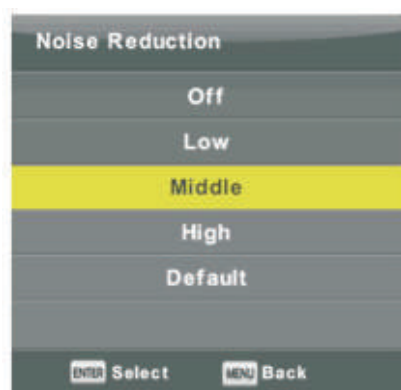 Noise Reduction
Off
Low
Middle
High
Default
ENTER Select MENU Back